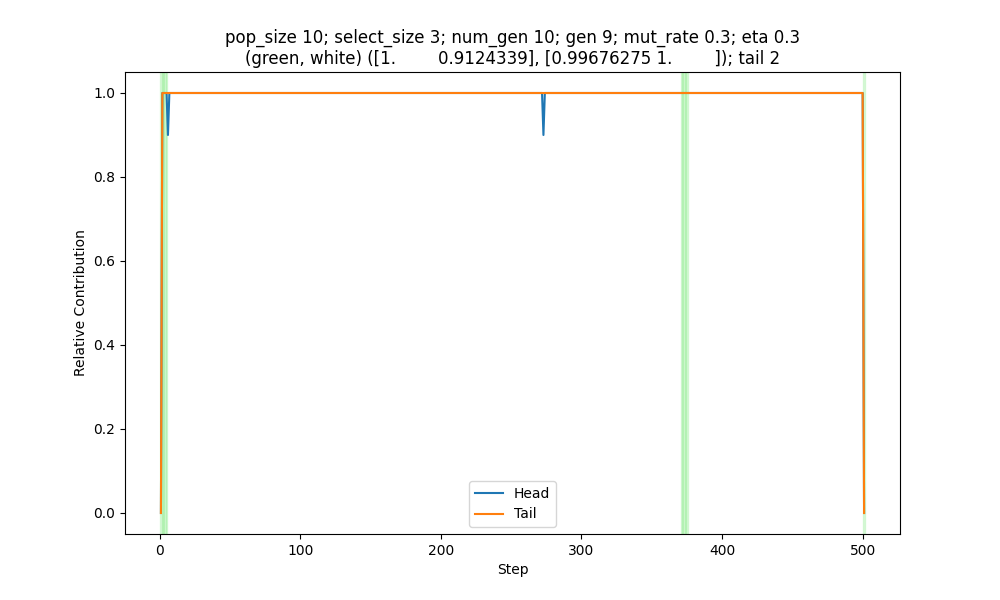 pop_size 10; select_size 3; num_gen 10; gen 9; mut_rate 0.3; eta 0.3
(green, white) ([1.        0.9124339], [0.99676275 1.        ]); tail 2
Relative Contribution
1.0
0.8
0.6
0.4
0.2
0.0
Head
Tail
0 100 200 300 400 500
Step